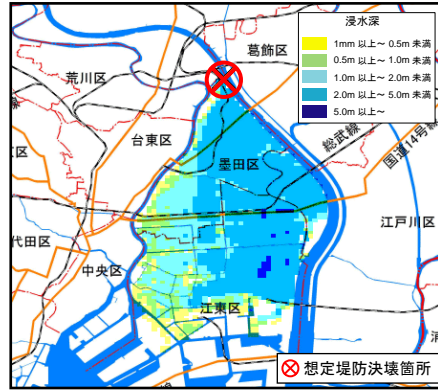 浸水深
1mm 以上～ 0.5m 未満
0.5m 以上～ 1.0m 未満
1.0m 以上～ 2.0m 未満
2.0m 以上～ 5.0m 未満
5.0m 以上～
葛飾区
荒川区
台東区
総武線
国道14号線
墨田区
江戸川区
代田区
中央区
江東区
想定堤防決壊箇所